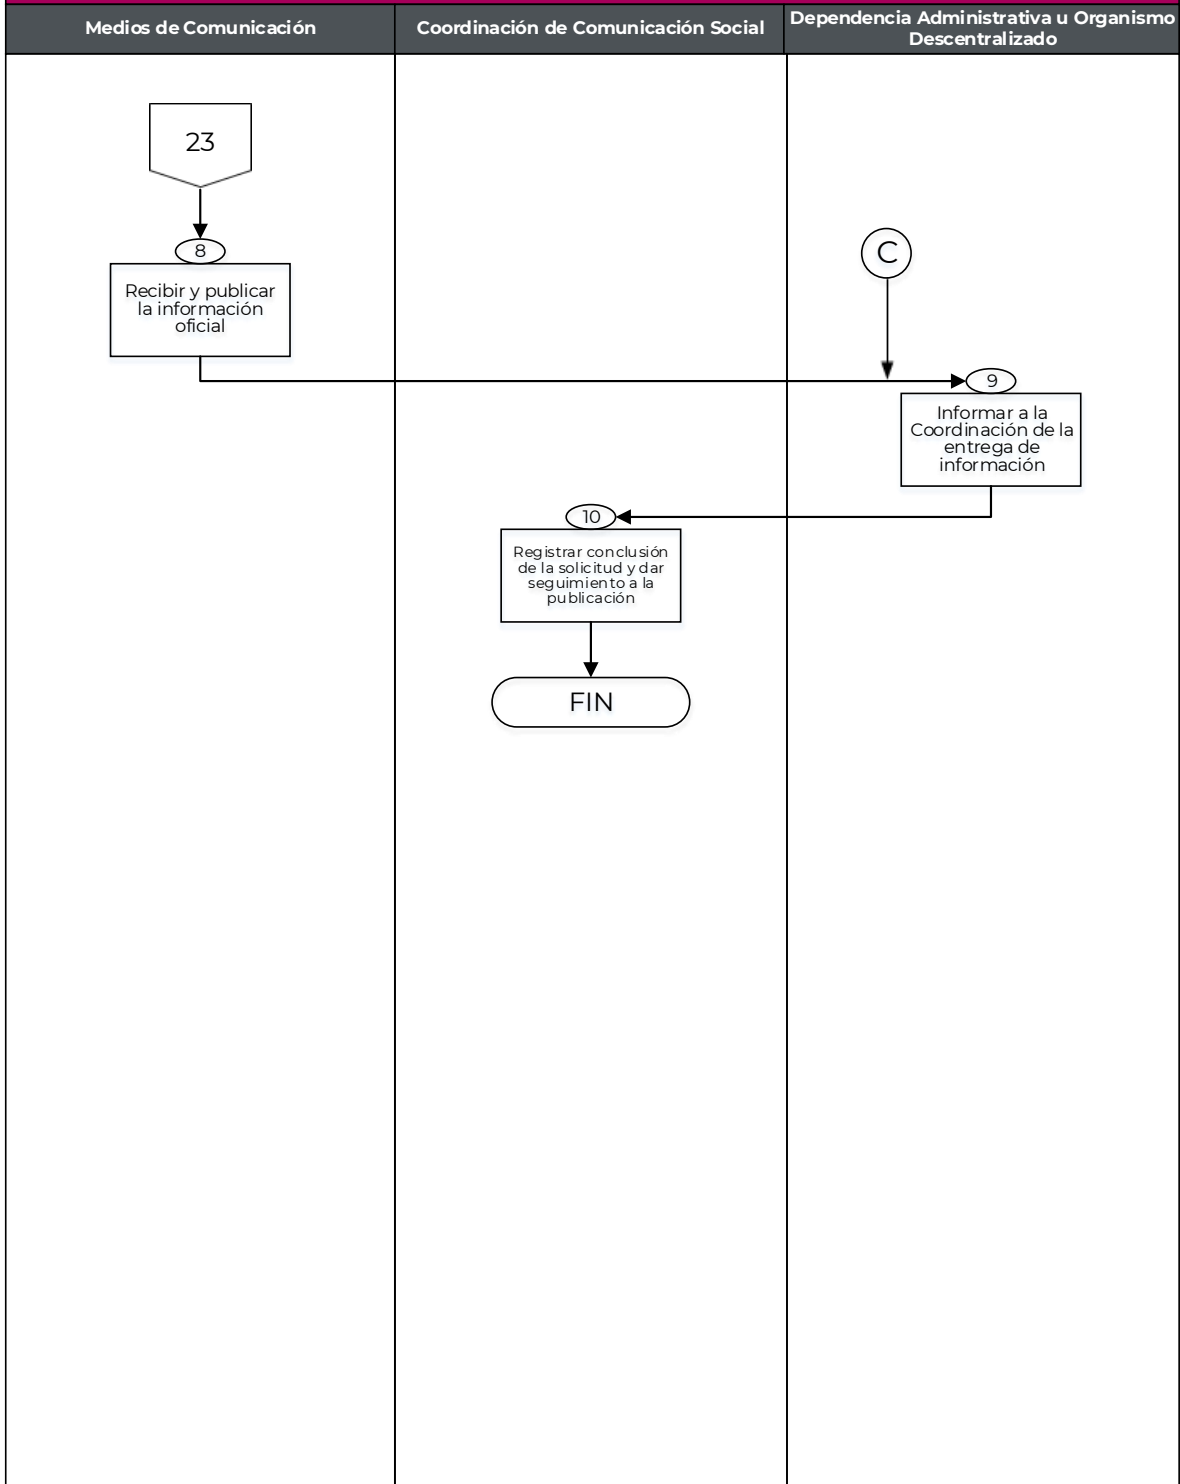 Medios de Comunicación
Coordinación de Comunicación Social
Dependencia Administrativa u Organismo
Descentralizado
23
8
Recibir y publicar
la información
oficial
C
9
Informar a la
Coordinación de la
entrega de
información
10
Registrar conclusión
de la solicitud y dar
seguimiento a la
publicación
FIN